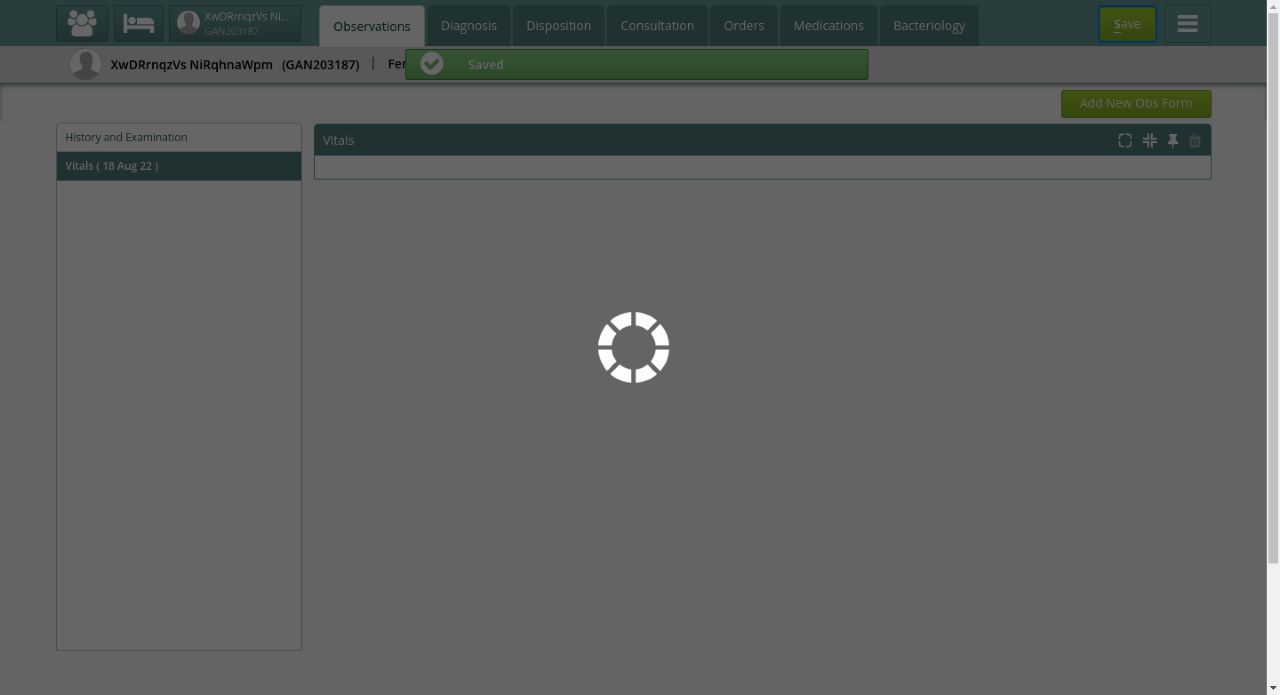 XwDRrnqzVs Ni...
GAN203187
Observations
Diagnosis
Disposition
Consultation
Orders
Medications
Bacteriology
Save
XwDRrnqzVs NiRqhnaWpm (GAN203187) | Fer
Saved
Add New Obs Form
History and Examination
Vitals ( 18 Aug 22 )
Vitals